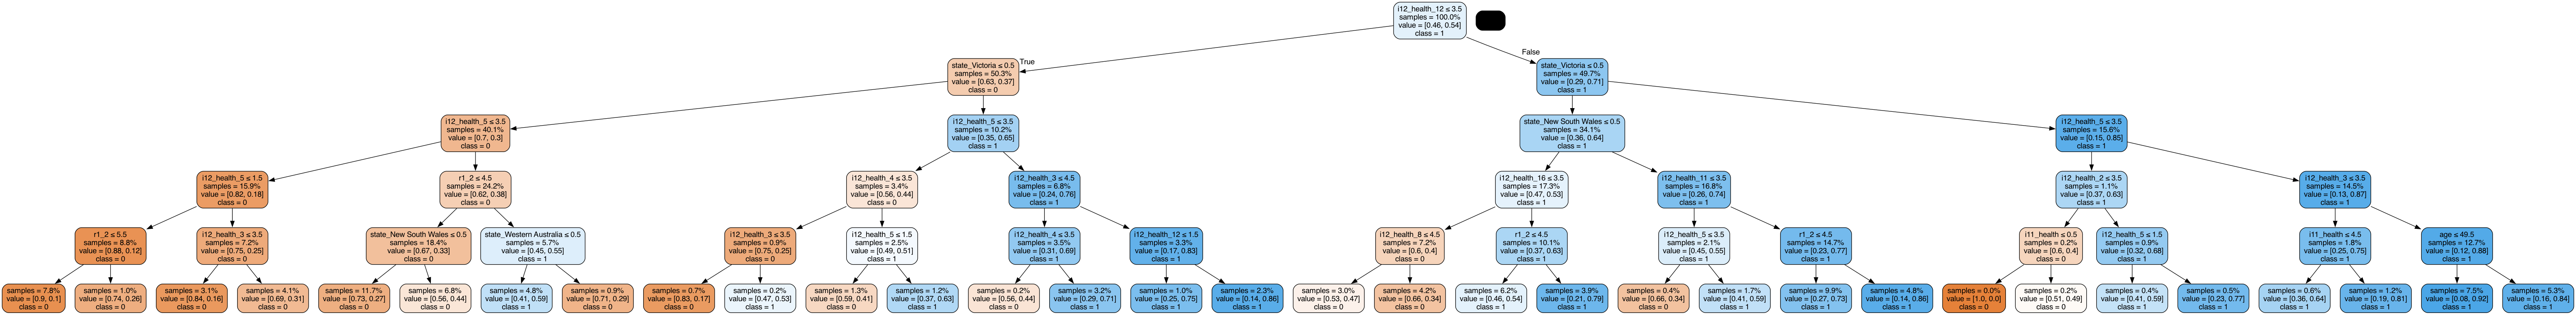 i12_health_12 ≤ 3.5
samples = 100.0%
value = [0.46, 0.54]
class = 1
True
False
state_Victoria ≤ 0.5
samples = 50.3%
value = [0.63, 0.37]
class = 0
state_Victoria ≤ 0.5
samples = 49.7%
value = [0.29, 0.71]
class = 1
i12_health_5 ≤ 3.5
samples = 40.1%
value = [0.7, 0.3]
class = 0
i12_health_5 ≤ 3.5
samples = 10.2%
value = [0.35, 0.65]
class = 1
state_New South Wales ≤ 0.5
samples = 34.1%
value = [0.36, 0.64]
class = 1
i12_health_5 ≤ 3.5
samples = 15.6%
value = [0.15, 0.85]
class = 1
i12_health_5 ≤ 1.5
samples = 15.9%
value = [0.82, 0.18]
class = 0
r1_2 ≤ 4.5
samples = 24.2%
value = [0.62, 0.38]
class = 0
i12_health_4 ≤ 3.5
samples = 3.4%
value = [0.56, 0.44]
class = 0
i12_health_3 ≤ 4.5
samples = 6.8%
value = [0.24, 0.76]
class = 1
i12_health_16 ≤ 3.5
samples = 17.3%
value = [0.47, 0.53]
class = 1
i12_health_11 ≤ 3.5
samples = 16.8%
value = [0.26, 0.74]
class = 1
i12_health_2 ≤ 3.5
samples = 1.1%
value = [0.37, 0.63]
class = 1
i12_health_3 ≤ 3.5
samples = 14.5%
value = [0.13, 0.87]
class = 1
r1_2 ≤ 5.5
samples = 8.8%
value = [0.88, 0.12]
class = 0
i12_health_3 ≤ 3.5
samples = 7.2%
value = [0.75, 0.25]
class = 0
state_New South Wales ≤ 0.5
samples = 18.4%
value = [0.67, 0.33]
class = 0
state_Western Australia ≤ 0.5
samples = 5.7%
value = [0.45, 0.55]
class = 1
i12_health_3 ≤ 3.5
samples = 0.9%
value = [0.75, 0.25]
class = 0
i12_health_5 ≤ 1.5
samples = 2.5%
value = [0.49, 0.51]
class = 1
i12_health_4 ≤ 3.5
samples = 3.5%
value = [0.31, 0.69]
class = 1
i12_health_12 ≤ 1.5
samples = 3.3%
value = [0.17, 0.83]
class = 1
i12_health_8 ≤ 4.5
samples = 7.2%
value = [0.6, 0.4]
class = 0
r1_2 ≤ 4.5
samples = 10.1%
value = [0.37, 0.63]
class = 1
i12_health_5 ≤ 3.5
samples = 2.1%
value = [0.45, 0.55]
class = 1
r1_2 ≤ 4.5
samples = 14.7%
value = [0.23, 0.77]
class = 1
i11_health ≤ 0.5
samples = 0.2%
value = [0.6, 0.4]
class = 0
i12_health_5 ≤ 1.5
samples = 0.9%
value = [0.32, 0.68]
class = 1
i11_health ≤ 4.5
samples = 1.8%
value = [0.25, 0.75]
class = 1
age ≤ 49.5
samples = 12.7%
value = [0.12, 0.88]
class = 1
samples = 7.8%
value = [0.9, 0.1]
class = 0
samples = 1.0%
value = [0.74, 0.26]
class = 0
samples = 3.1%
value = [0.84, 0.16]
class = 0
samples = 4.1%
value = [0.69, 0.31]
class = 0
samples = 11.7%
value = [0.73, 0.27]
class = 0
samples = 6.8%
value = [0.56, 0.44]
class = 0
samples = 4.8%
value = [0.41, 0.59]
class = 1
samples = 0.9%
value = [0.71, 0.29]
class = 0
samples = 0.7%
value = [0.83, 0.17]
class = 0
samples = 0.2%
value = [0.47, 0.53]
class = 1
samples = 1.3%
value = [0.59, 0.41]
class = 0
samples = 1.2%
value = [0.37, 0.63]
class = 1
samples = 0.2%
value = [0.56, 0.44]
class = 0
samples = 3.2%
value = [0.29, 0.71]
class = 1
samples = 1.0%
value = [0.25, 0.75]
class = 1
samples = 2.3%
value = [0.14, 0.86]
class = 1
samples = 3.0%
value = [0.53, 0.47]
class = 0
samples = 4.2%
value = [0.66, 0.34]
class = 0
samples = 6.2%
value = [0.46, 0.54]
class = 1
samples = 3.9%
value = [0.21, 0.79]
class = 1
samples = 0.4%
value = [0.66, 0.34]
class = 0
samples = 1.7%
value = [0.41, 0.59]
class = 1
samples = 9.9%
value = [0.27, 0.73]
class = 1
samples = 4.8%
value = [0.14, 0.86]
class = 1
samples = 0.0%
value = [1.0, 0.0]
class = 0
samples = 0.2%
value = [0.51, 0.49]
class = 0
samples = 0.4%
value = [0.41, 0.59]
class = 1
samples = 0.5%
value = [0.23, 0.77]
class = 1
samples = 0.6%
value = [0.36, 0.64]
class = 1
samples = 1.2%
value = [0.19, 0.81]
class = 1
samples = 7.5%
value = [0.08, 0.92]
class = 1
samples = 5.3%
value = [0.16, 0.84]
class = 1